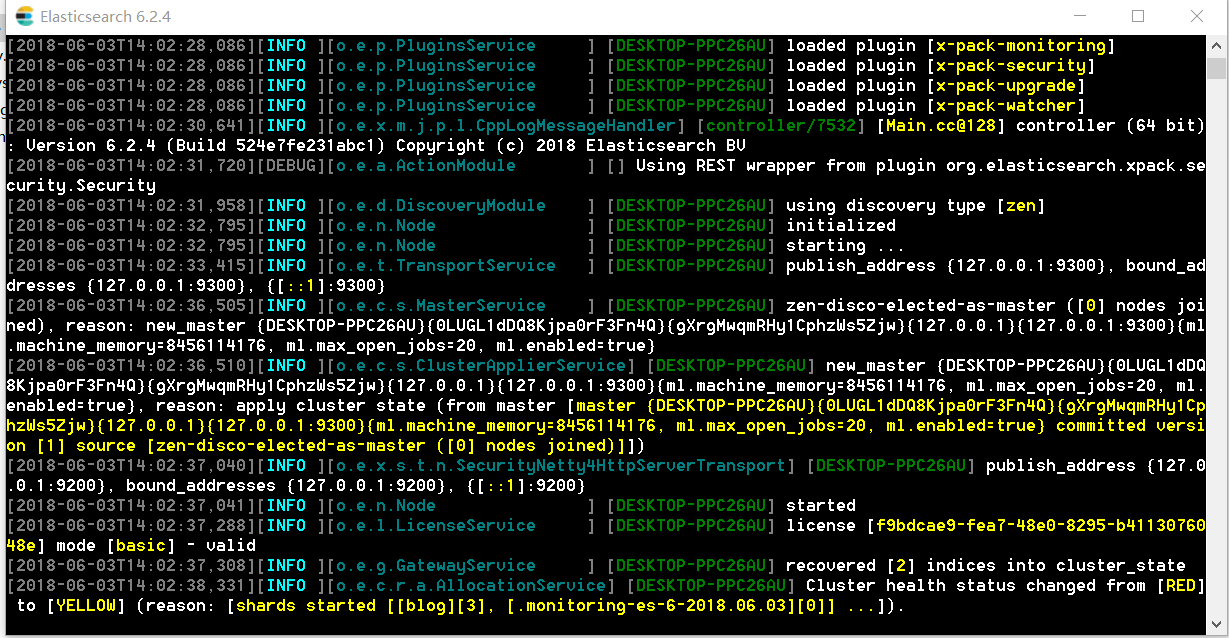 Elasticsearch 6.2.4
[2018-06-03T14:02:28,086][INFO ][o.e.p.PluginsService     ] [DESKTOP-PPC26AU] loaded plugin [x-pack-monitoring]
[2018-06-03T14:02:28,086][INFO ][o.e.p.PluginsService     ] [DESKTOP-PPC26AU] loaded plugin [x-pack-security]
[2018-06-03T14:02:28,086][INFO ][o.e.p.PluginsService     ] [DESKTOP-PPC26AU] loaded plugin [x-pack-upgrade]
[2018-06-03T14:02:28,086][INFO ][o.e.p.PluginsService     ] [DESKTOP-PPC26AU] loaded plugin [x-pack-watcher]
[2018-06-03T14:02:30,641][INFO ][o.e.x.m.j.p.l.CppLogMessageHandler] [controller/7532] [Main.cc@128] controller (64 bit)
: Version 6.2.4 (Build 524e7fe231abc1) Copyright (c) 2018 Elasticsearch BV
[2018-06-03T14:02:31,720][DEBUG][o.e.a.ActionModule       ] [] Using REST wrapper from plugin org.elasticsearch.xpack.se
curity.Security
[2018-06-03T14:02:31,958][INFO ][o.e.d.DiscoveryModule    ] [DESKTOP-PPC26AU] using discovery type [zen]
[2018-06-03T14:02:32,795][INFO ][o.e.n.Node               ] [DESKTOP-PPC26AU] initialized
[2018-06-03T14:02:32,795][INFO ][o.e.n.Node               ] [DESKTOP-PPC26AU] starting ...
[2018-06-03T14:02:33,415][INFO ][o.e.t.TransportService   ] [DESKTOP-PPC26AU] publish_address {127.0.0.1:9300}, bound_ad
dresses {127.0.0.1:9300}, {[::1]:9300}
[2018-06-03T14:02:36,505][INFO ][o.e.c.s.MasterService    ] [DESKTOP-PPC26AU] zen-disco-elected-as-master ([0] nodes joi
ned), reason: new_master {DESKTOP-PPC26AU}{0LUGL1dDQ8Kjpa0rF3Fn4Q}{gXrgMwqmRHy1CphzWs5Zjw}{127.0.0.1}{127.0.0.1:9300}{ml
.machine_memory=8456114176, ml.max_open_jobs=20, ml.enabled=true}
[2018-06-03T14:02:36,510][INFO ][o.e.c.s.ClusterApplierService] [DESKTOP-PPC26AU] new_master {DESKTOP-PPC26AU}{0LUGL1dDQ
8Kjpa0rF3Fn4Q}{gXrgMwqmRHy1CphzWs5Zjw}{127.0.0.1}{127.0.0.1:9300}{ml.machine_memory=8456114176, ml.max_open_jobs=20, ml.
enabled=true}, reason: apply cluster state (from master [master {DESKTOP-PPC26AU}{0LUGL1dDQ8Kjpa0rF3Fn4Q}{gXrgMwqmRHy1Cp
hzWs5Zjw}{127.0.0.1}{127.0.0.1:9300}{ml.machine_memory=8456114176, ml.max_open_jobs=20, ml.enabled=true} committed versi
on [1] source [zen-disco-elected-as-master ([0] nodes joined)]])
[2018-06-03T14:02:37,040][INFO ][o.e.x.s.t.n.SecurityNetty4HttpServerTransport] [DESKTOP-PPC26AU] publish_address {127.0
.0.1:9200}, bound_addresses {127.0.0.1:9200}, {[::1]:9200}
[2018-06-03T14:02:37,041][INFO ][o.e.n.Node               ] [DESKTOP-PPC26AU] started
[2018-06-03T14:02:37,288][INFO ][o.e.l.LicenseService     ] [DESKTOP-PPC26AU] license [f9bdcae9-fea7-48e0-8295-b41130760
48e] mode [basic] - valid
[2018-06-03T14:02:37,308][INFO ][o.e.g.GatewayService     ] [DESKTOP-PPC26AU] recovered [2] indices into cluster_state
[2018-06-03T14:02:38,331][INFO ][o.e.c.r.a.AllocationService] [DESKTOP-PPC26AU] Cluster health status changed from [RED]
 to [YELLOW] (reason: [shards started [[blog][3], [.monitoring-es-6-2018.06.03][0]] ...]).